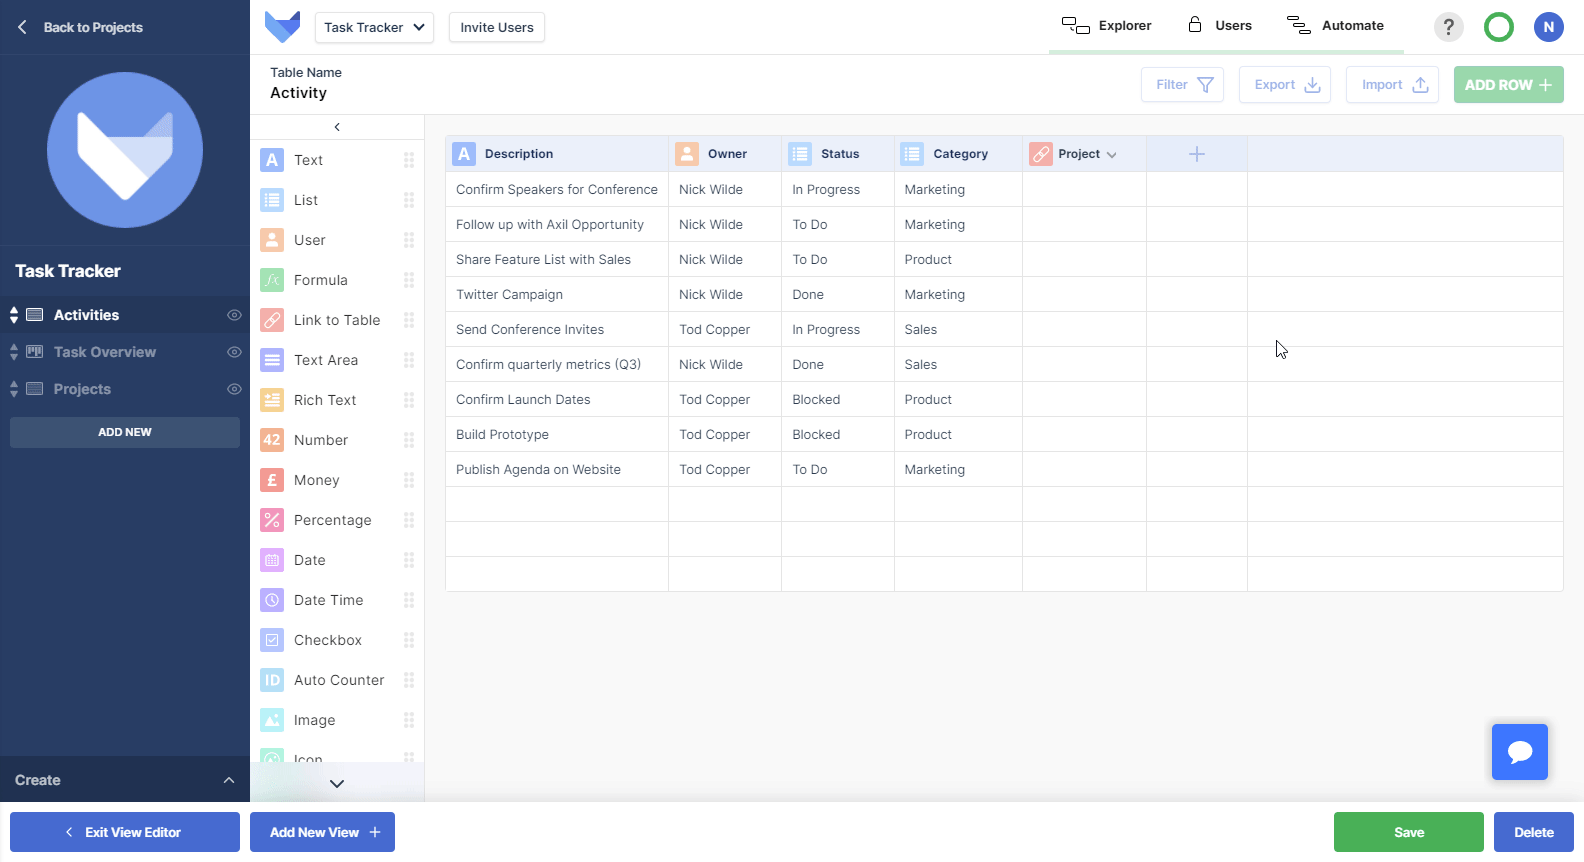 Back to Projects
Task Tracker
Invite Users
Explorer
Users
Automate
?
N
Table Name
Activity
Filter
Export
Import
ADD ROW
Task Tracker
Activities
Task Overview
Projects
ADD NEW
Create
A Text
List
User
fx Formula
Link to Table
Text Area
Rich Text
42 Number
£ Money
% Percentage
Date
Date Time
Checkbox
ID Auto Counter
Image
Icon
A Description Owner Status Category Project
Confirm Speakers for Conference Nick Wilde In Progress Marketing
Follow up with Axil Opportunity Nick Wilde To Do Marketing
Share Feature List with Sales Nick Wilde To Do Product
Twitter Campaign Nick Wilde Done Marketing
Send Conference Invites Tod Copper In Progress Sales
Confirm quarterly metrics (Q3) Nick Wilde Done Sales
Confirm Launch Dates Tod Copper Blocked Product
Build Prototype Tod Copper Blocked Product
Publish Agenda on Website Tod Copper To Do Marketing
Exit View Editor
Add New View
Save
Delete